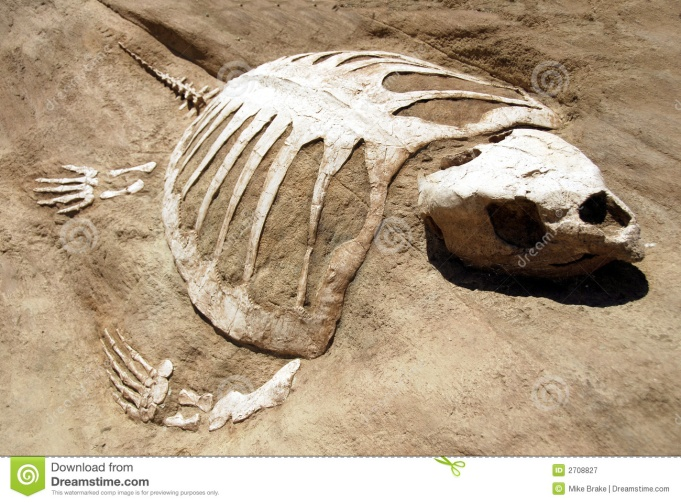 dreamstime
Download from
Dreamstime.com
This watermarked comp image is for previewing purposes only.
ID 2708827
© Mike Brake | Dreamstime.com